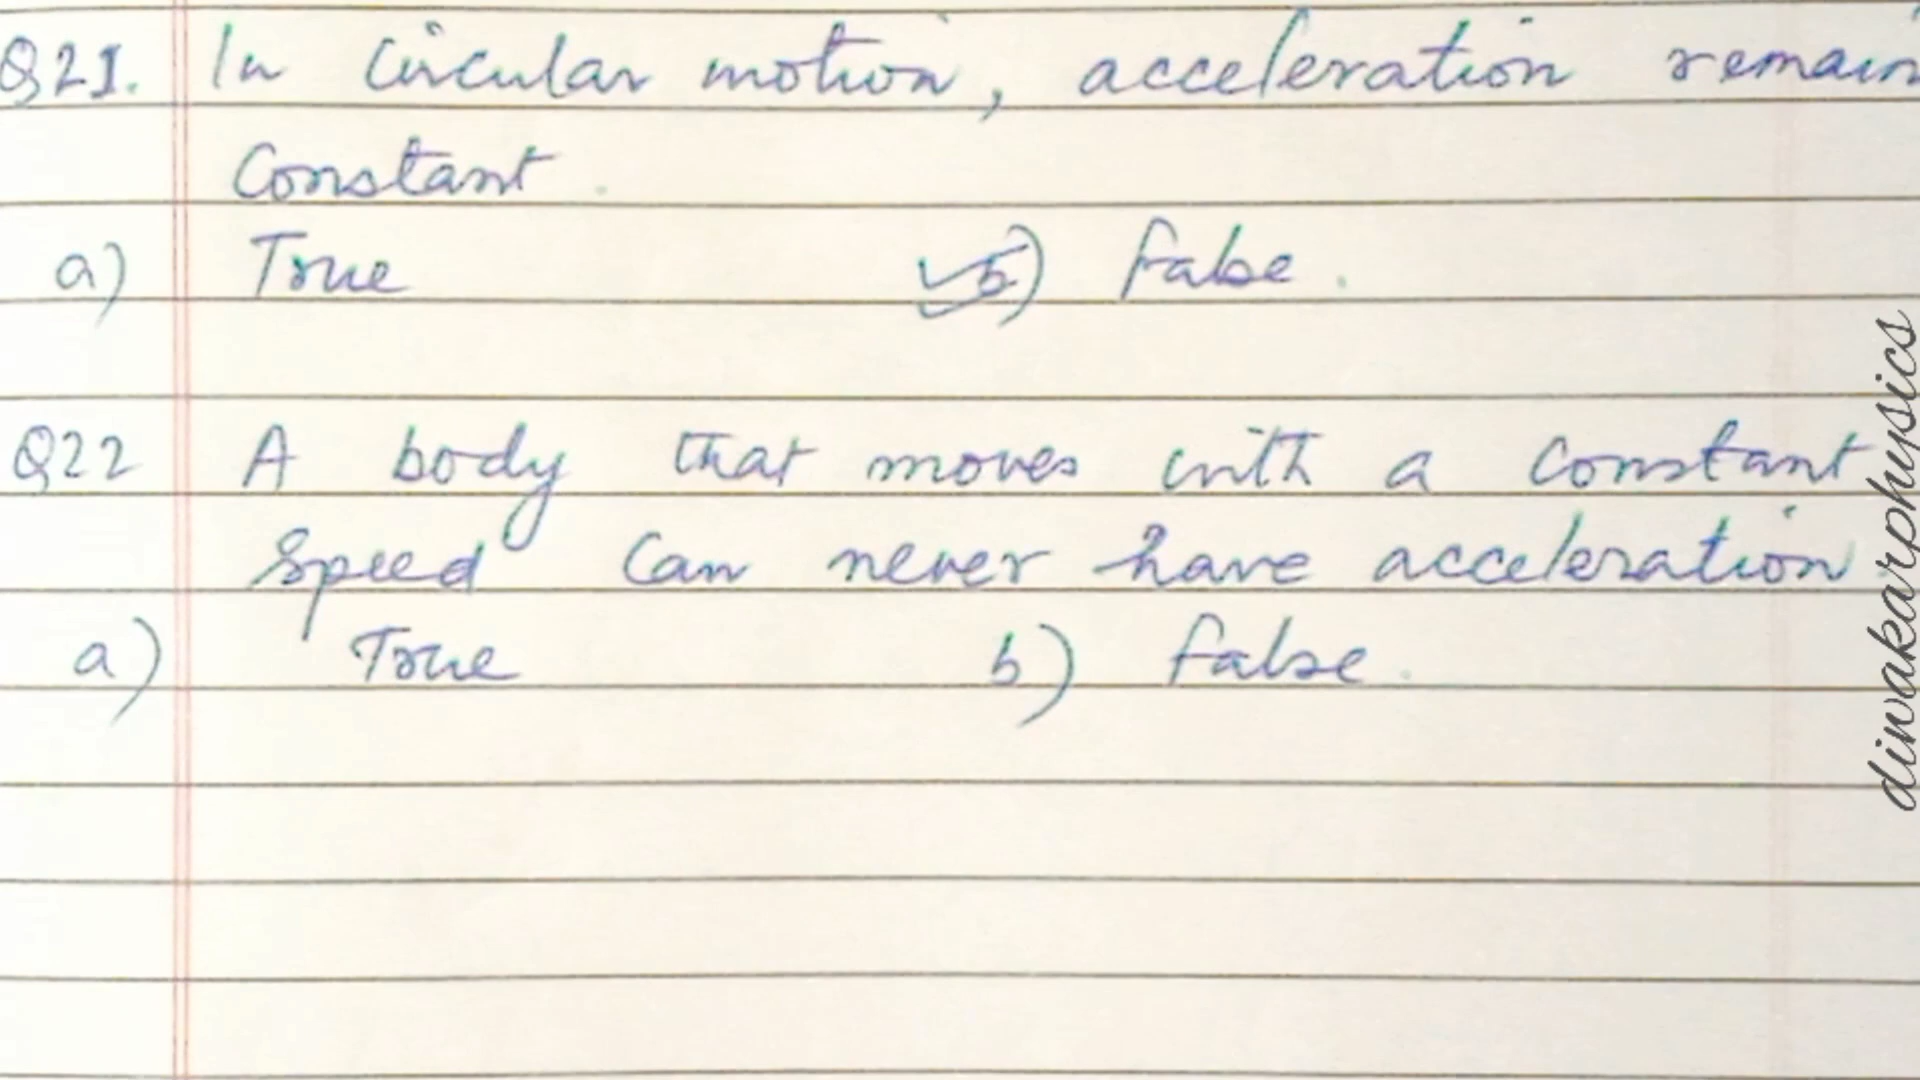 Q21. In Circular motion, acceleration remain
Constant.
a) True b) False.
Q22 A body that moves with a constant
Speed Can never have acceleration.
a) True b) False.
diwakarphysics